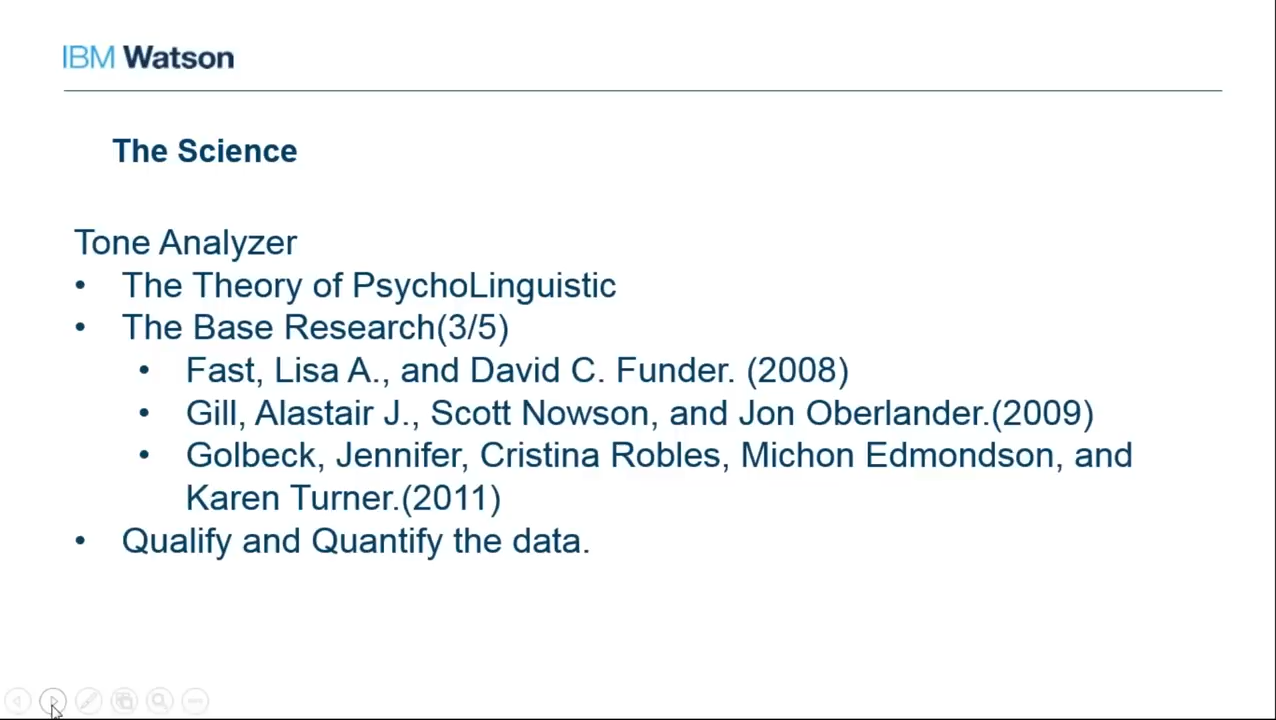 IBM Watson
The Science
Tone Analyzer
• The Theory of PsychoLinguistic
• The Base Research(3/5)
• Fast, Lisa A., and David C. Funder. (2008)
• Gill, Alastair J., Scott Nowson, and Jon Oberlander.(2009)
• Golbeck, Jennifer, Cristina Robles, Michon Edmondson, and
Karen Turner.(2011)
• Qualify and Quantify the data.